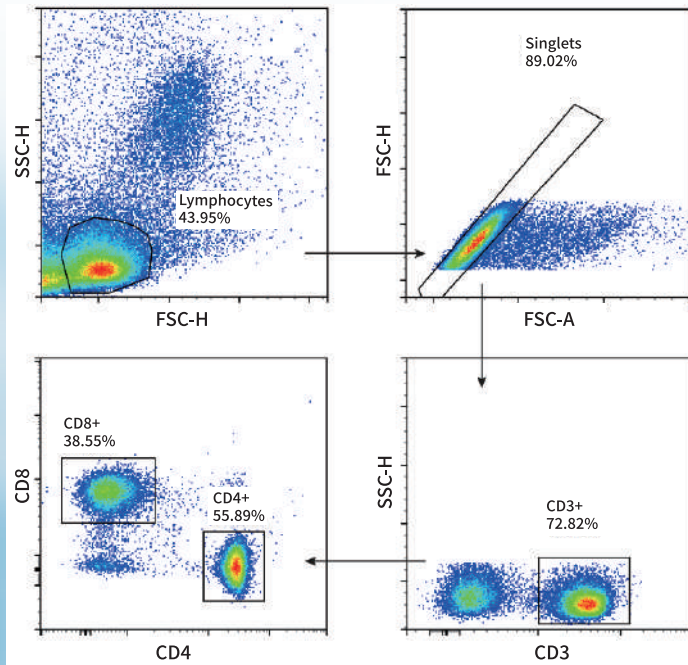 SSC-H
Lymphocytes
43.95%
FSC-H
FSC-H
Singlets
89.02%
FSC-A
CD8
CD8+
38.55%
CD4+
55.89%
CD4
SSC-H
CD3+
72.82%
CD3